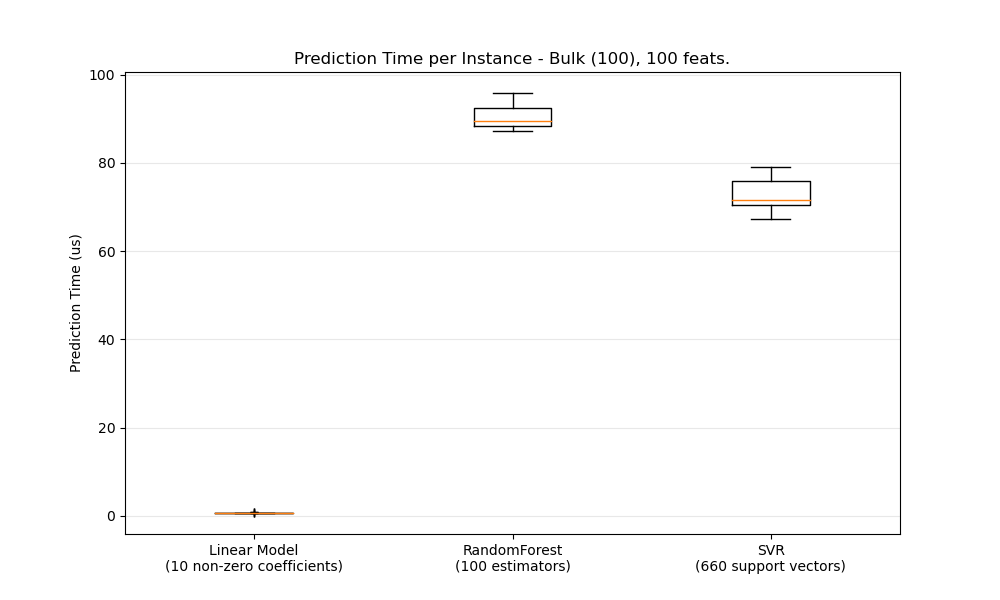 Prediction Time per Instance - Bulk (100), 100 feats.
100
80
60
40
20
0
Prediction Time (us)
Linear Model
(10 non-zero coefficients)
RandomForest
(100 estimators)
SVR
(660 support vectors)